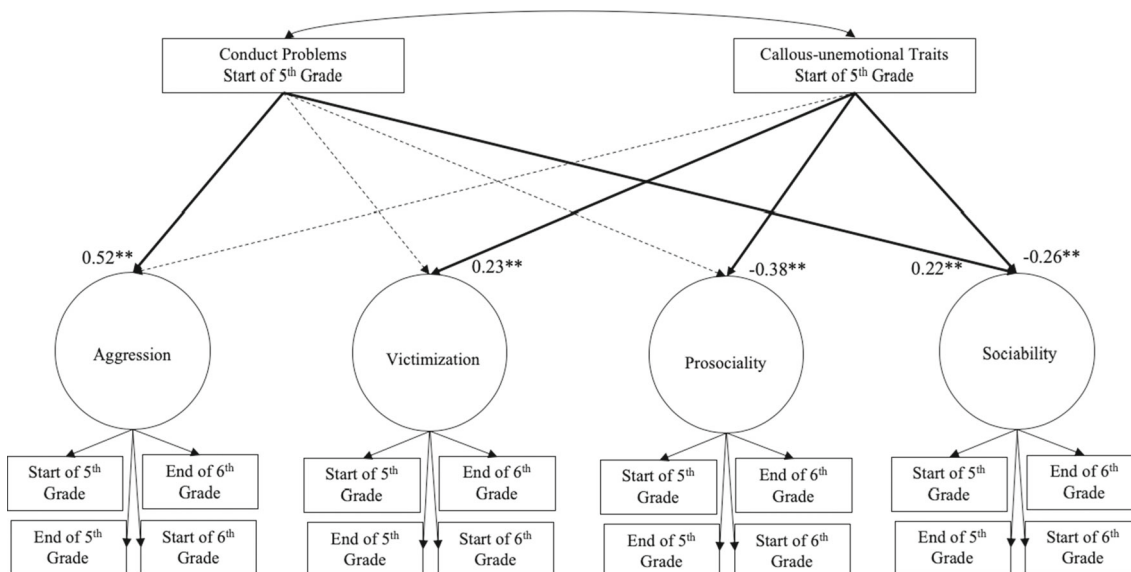 Conduct Problems
Start of 5th Grade
Callous-unemotional Traits
Start of 5th Grade
0.52**
0.23**
-0.38**
0.22**
-0.26**
Aggression
Victimization
Prosociality
Sociability
Start of 5th
Grade
End of 6th
Grade
End of 5th
Grade
Start of 6th
Grade
Start of 5th
Grade
End of 6th
Grade
End of 5th
Grade
Start of 6th
Grade
Start of 5th
Grade
End of 6th
Grade
End of 5th
Grade
Start of 6th
Grade
Start of 5th
Grade
End of 6th
Grade
End of 5th
Grade
Start of 6th
Grade